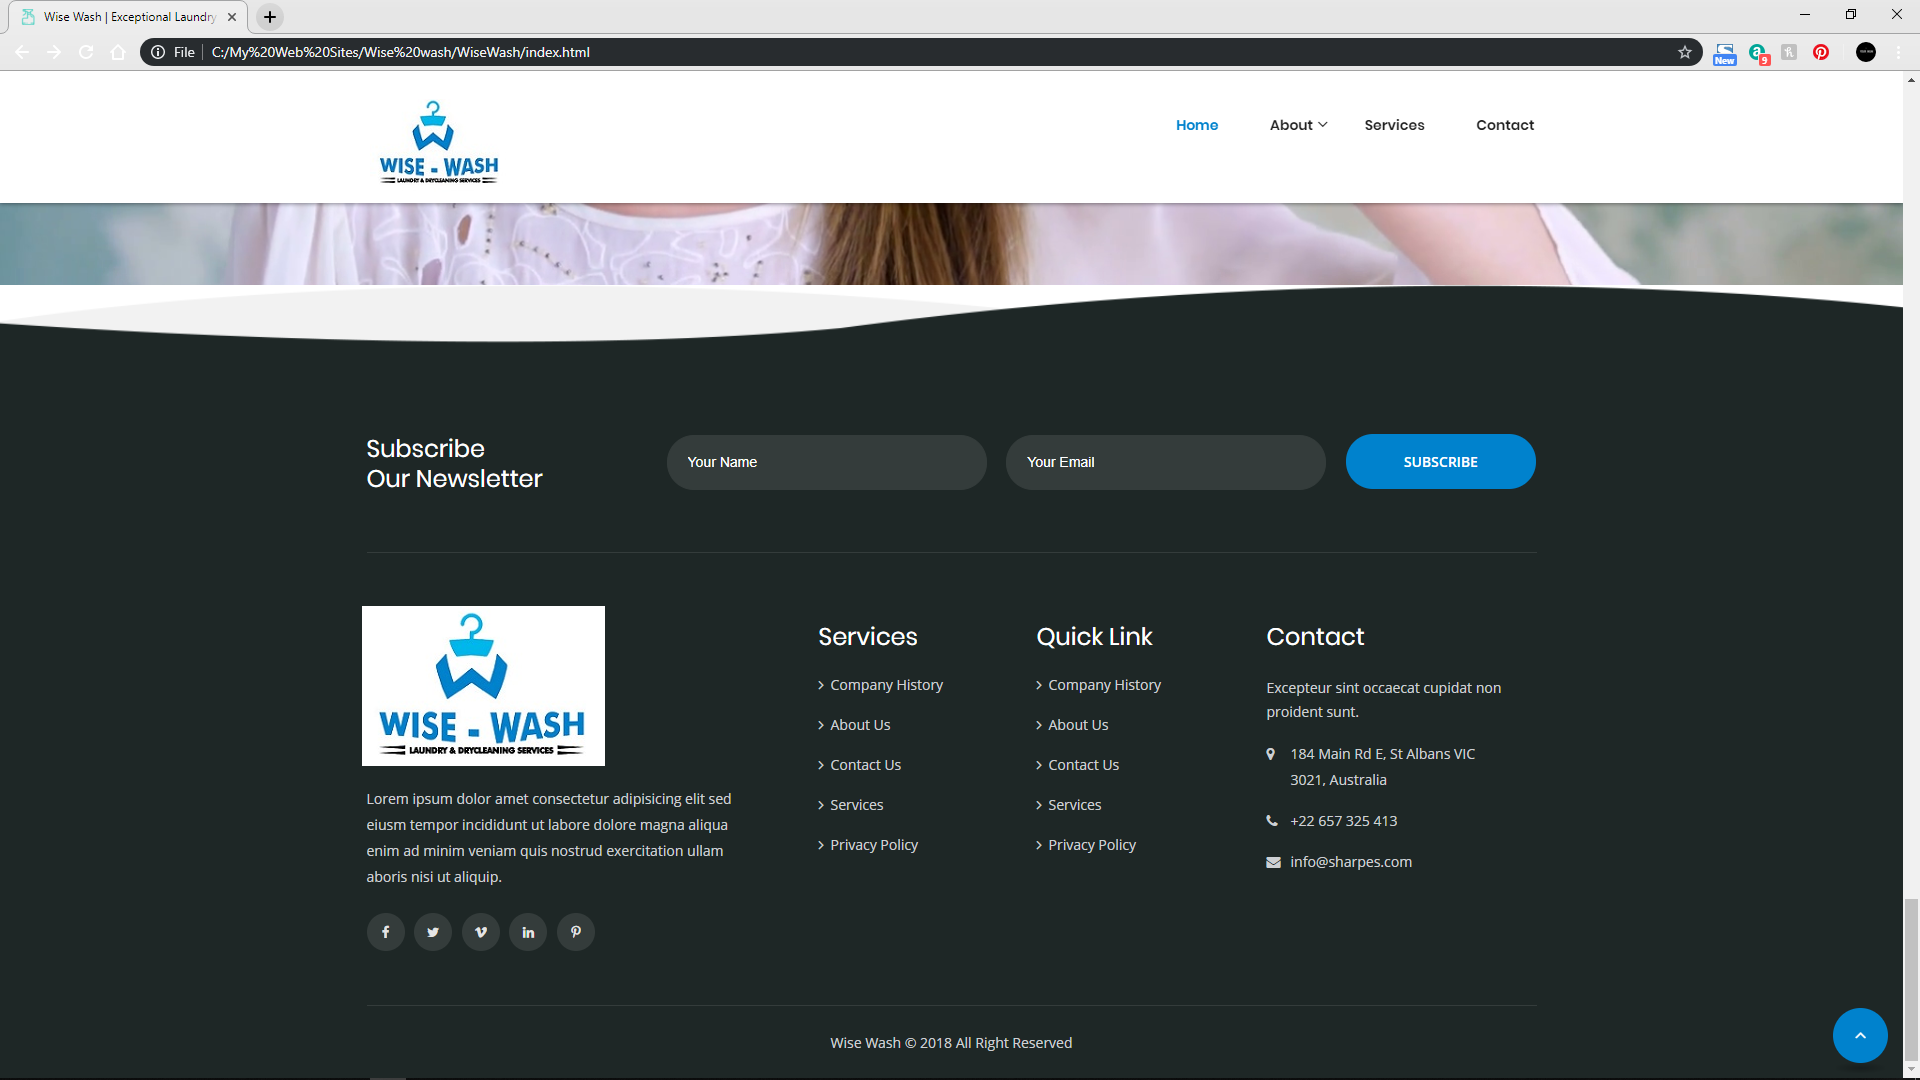 Wise Wash | Exceptional Laundry
File
C:/My%20Web%20Sites/Wise%20wash/WiseWash/index.html
New
9
WISE - WASH
LAUNDRY & DRYCLEANING SERVICES
Home
About
Services
Contact
Subscribe
Our Newsletter
Your Name
Your Email
SUBSCRIBE
WISE - WASH
LAUNDRY & DRYCLEANING SERVICES
Lorem ipsum dolor amet consectetur adipisicing elit sed
eiusm tempor incididunt ut labore dolore magna aliqua
enim ad minim veniam quis nostrud exercitation ullam
aboris nisi ut aliquip.
Services
Company History
About Us
Contact Us
Services
Privacy Policy
Quick Link
Company History
About Us
Contact Us
Services
Privacy Policy
Contact
Excepteur sint occaecat cupidat non
proident sunt.
184 Main Rd E, St Albans VIC
3021, Australia
+22 657 325 413
info@sharpes.com
Wise Wash © 2018 All Right Reserved